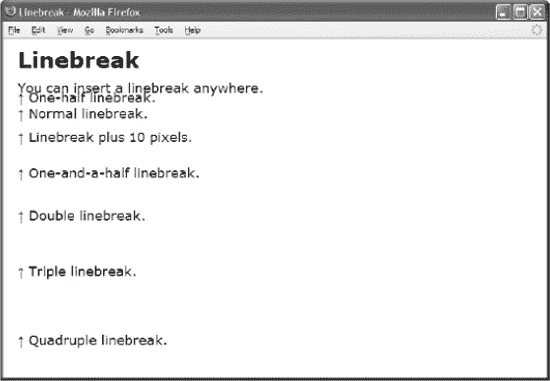 Linebreak - Mozilla Firefox
File Edit View Go Bookmarks Tools Help
Linebreak
You can insert a linebreak anywhere.
↑ One-half linebreak.
↑ Normal linebreak.
↑ Linebreak plus 10 pixels.
↑ One-and-a-half linebreak.
↑ Double linebreak.
↑ Triple linebreak.
↑ Quadruple linebreak.